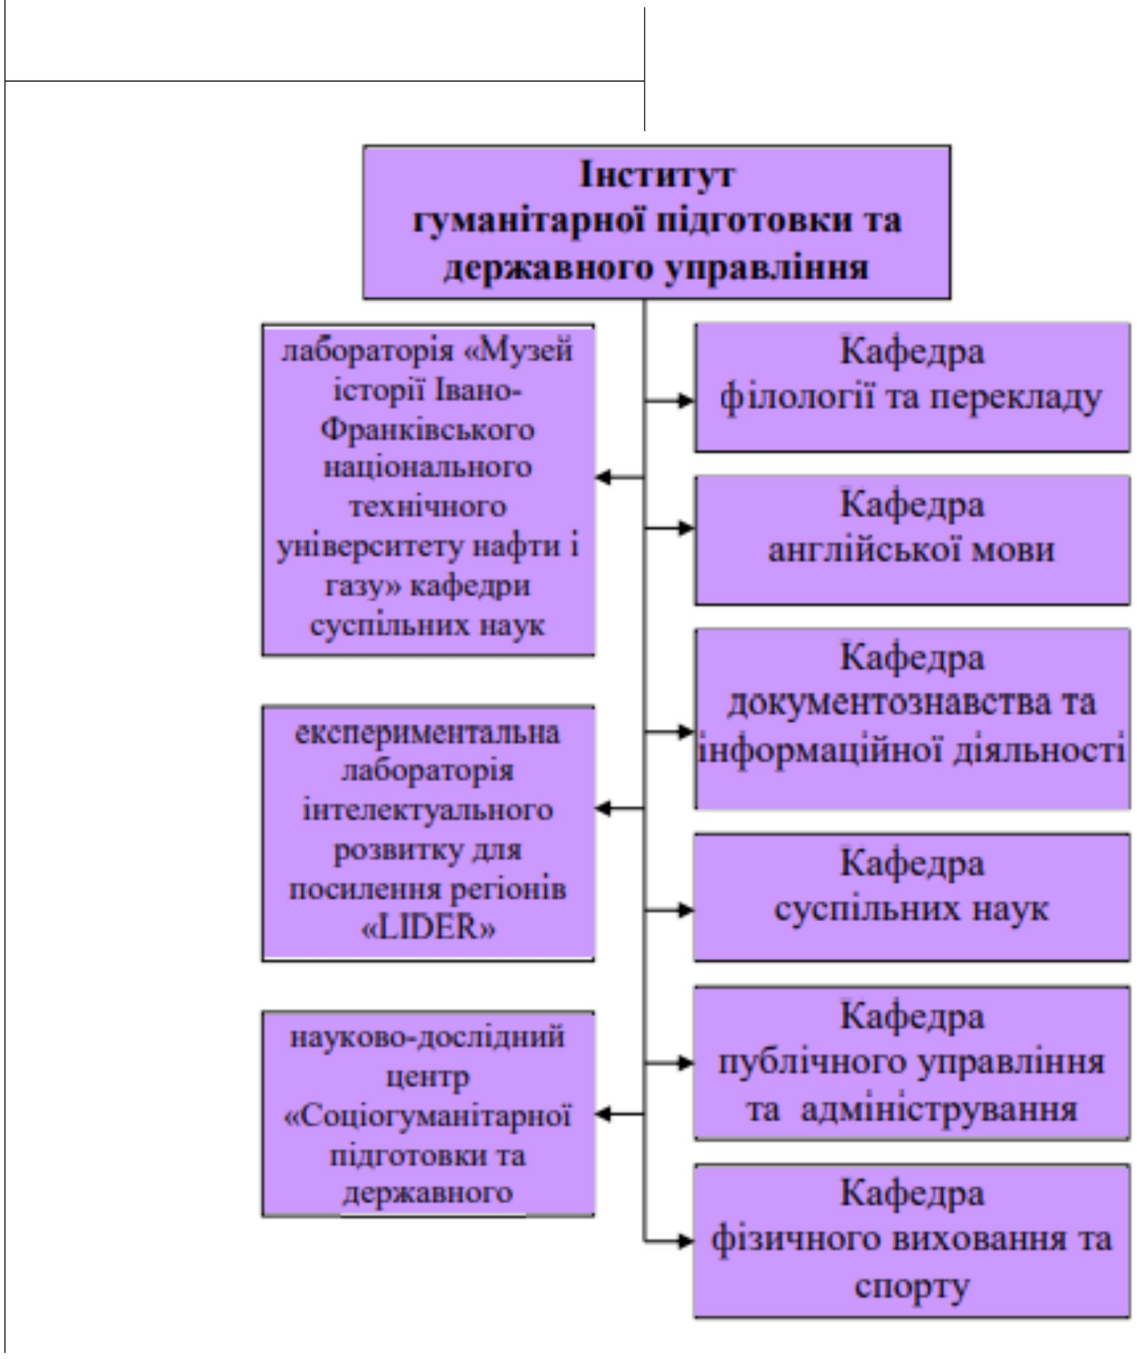 Інститут
гуманітарної підготовки та
державного управління
лабораторія «Музей
історії Івано-
Франківського
національного
технічного
університету нафти і
газу» кафедри
суспільних наук
експериментальна
лабораторія
інтелектуального
розвитку для
посилення регіонів
«LIDER»
науково-дослідний
центр
«Соціогуманітарної
підготовки та
державного
Кафедра
філології та перекладу
Кафедра
англійської мови
Кафедра
документознавства та
інформаційної діяльності
Кафедра
суспільних наук
Кафедра
публічного управління
та адміністрування
Кафедра
фізичного виховання та
спорту